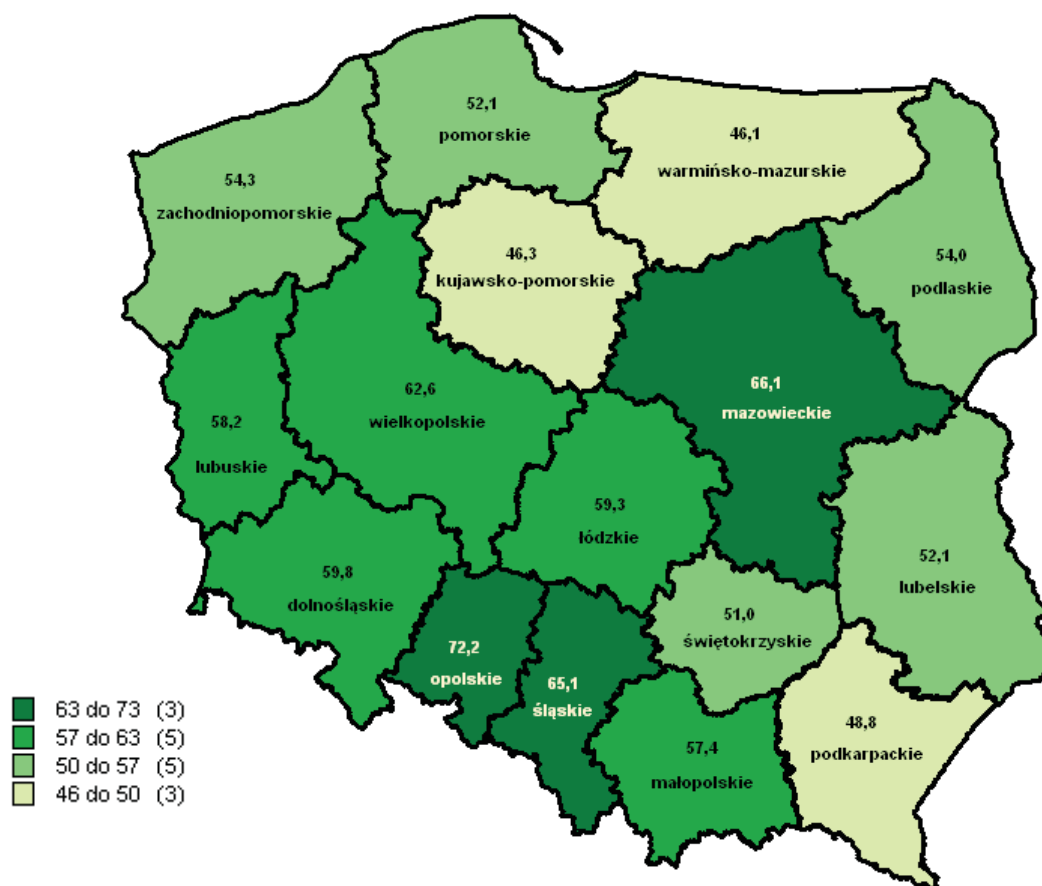 52,1
pomorskie
46,1
warmińsko-mazurskie
54,3
zachodniopomorskie
46,3
kujawsko-pomorskie
54,0
podlaskie
62,6
wielkopolskie
66,1
mazowieckie
58,2
lubuskie
59,3
łódzkie
52,1
lubelskie
59,8
dolnośląskie
51,0
świętokrzyskie
72,2
opolskie
65,1
śląskie
57,4
małopolskie
48,8
podkarpackie
63 do 73 (3)
57 do 63 (5)
50 do 57 (5)
46 do 50 (3)